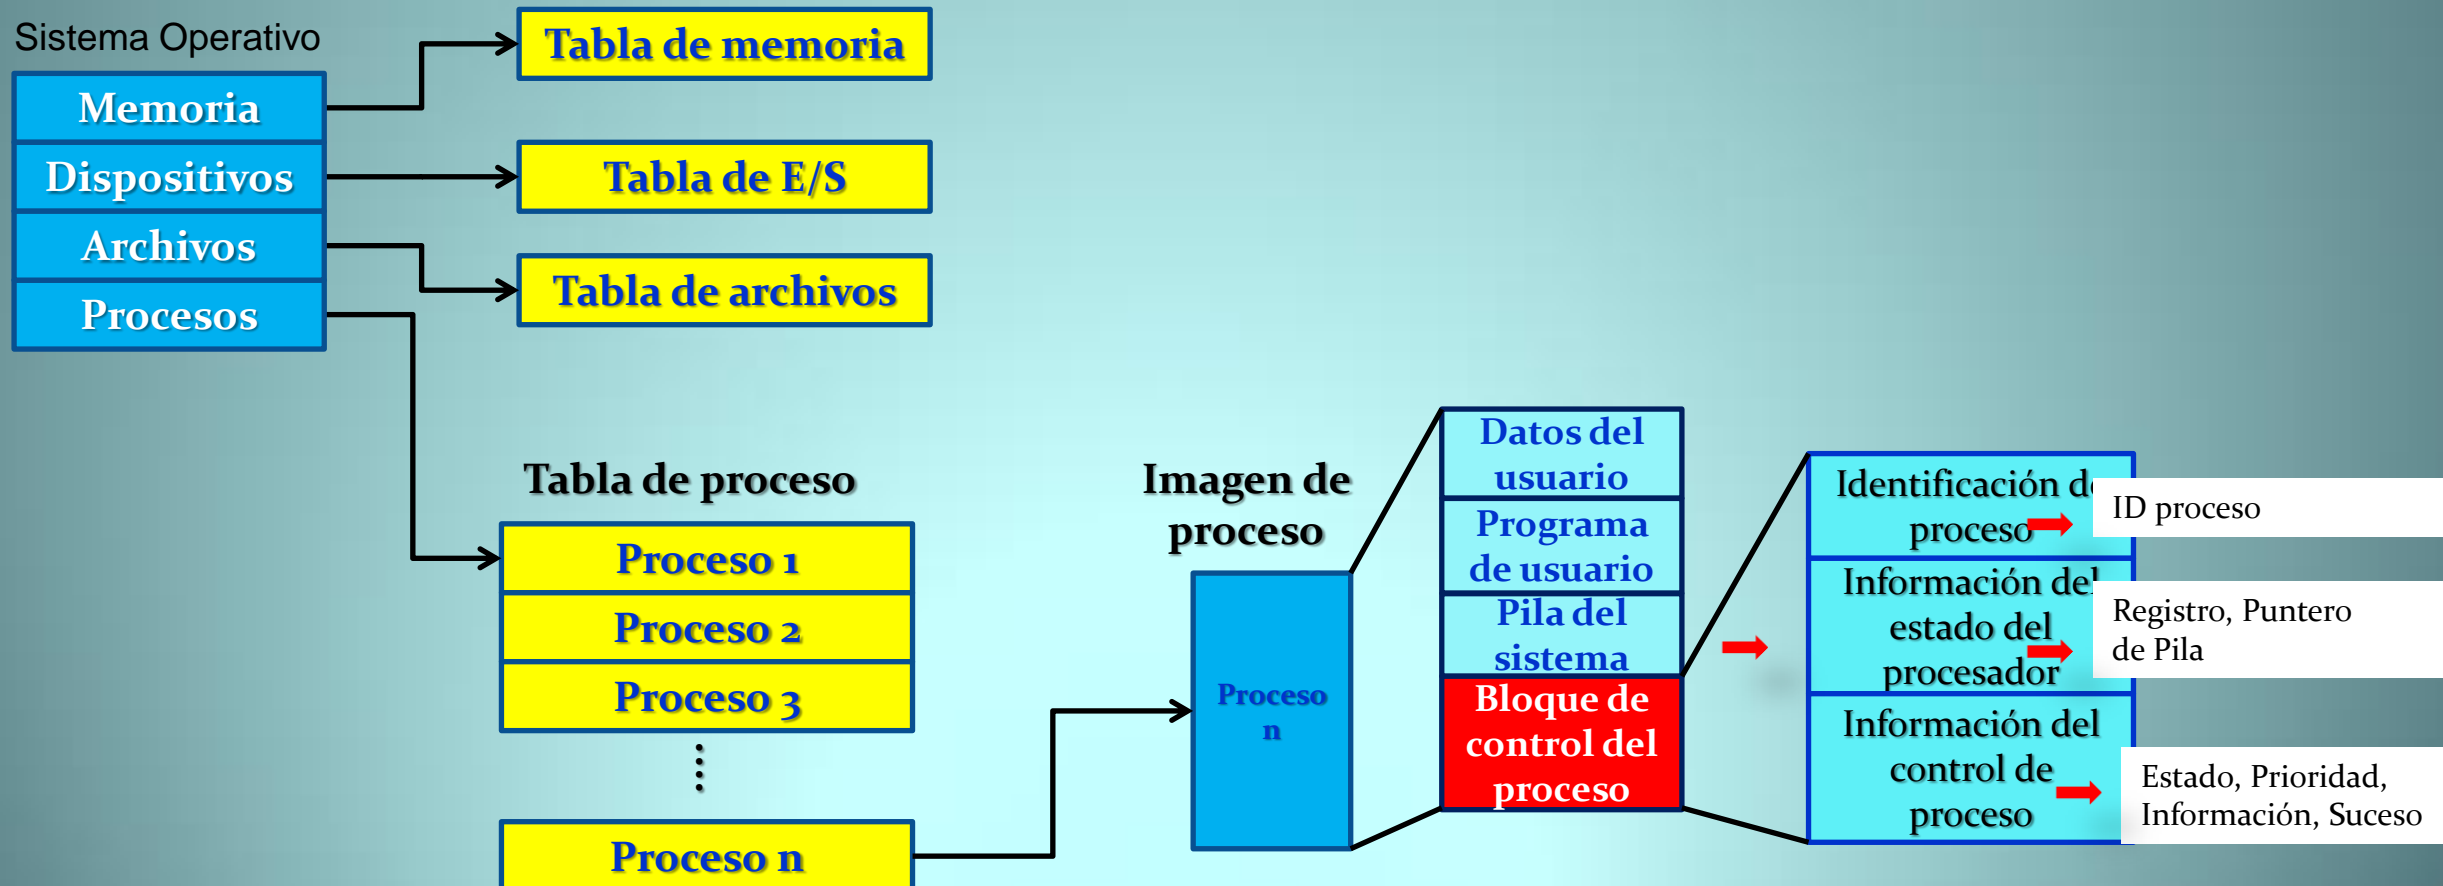 Sistema Operativo
Memoria
Dispositivos
Archivos
Procesos
Tabla de memoria
Tabla de E/S
Tabla de archivos
Tabla de proceso
Proceso 1
Proceso 2
Proceso 3
Proceso n
Imagen de
proceso
Proceso
n
Datos del
usuario
Programa
de usuario
Pila del
sistema
Bloque de
control del
proceso
Identificación de
proceso
ID proceso
Información del
estado del
procesador
Registro, Puntero
de Pila
Información del
control de
proceso
Estado, Prioridad,
Información, Suceso